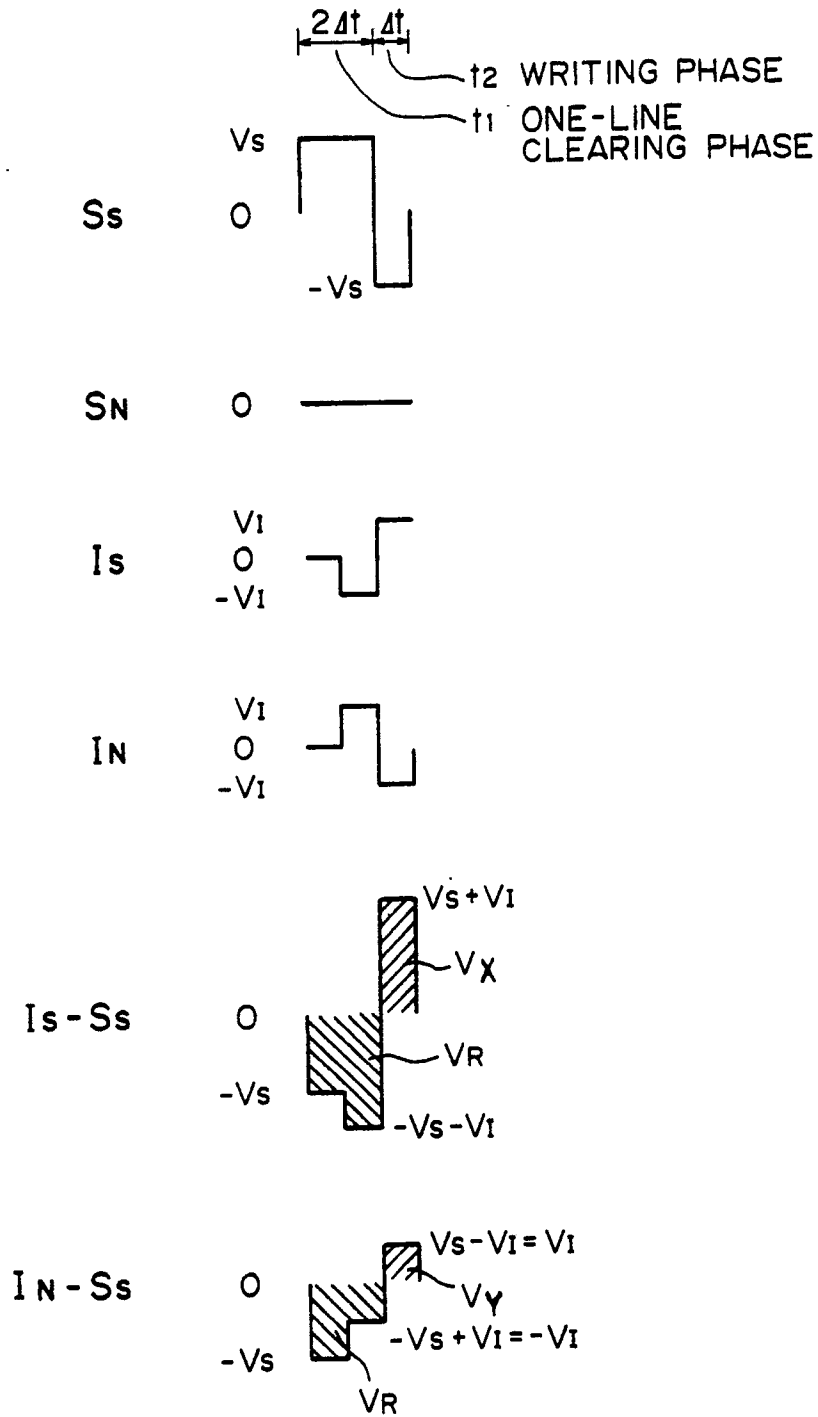 2Δt Δt
t2 WRITING PHASE
t1 ONE-LINE
CLEARING PHASE
Vs
Ss 0
-Vs
SN 0
VI
Is 0
-VI
VI
IN 0
-VI
Vs+VI
VX
Is-Ss 0
VR
-Vs
-Vs-VI
Vs-VI=VI
IN-Ss 0
VY
-Vs+VI=-VI
-Vs
VR